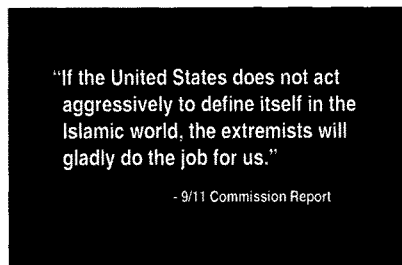 “If the United States does not act
aggressively to define itself in the
Islamic world, the extremists will
gladly do the job for us.”
- 9/11 Commission Report